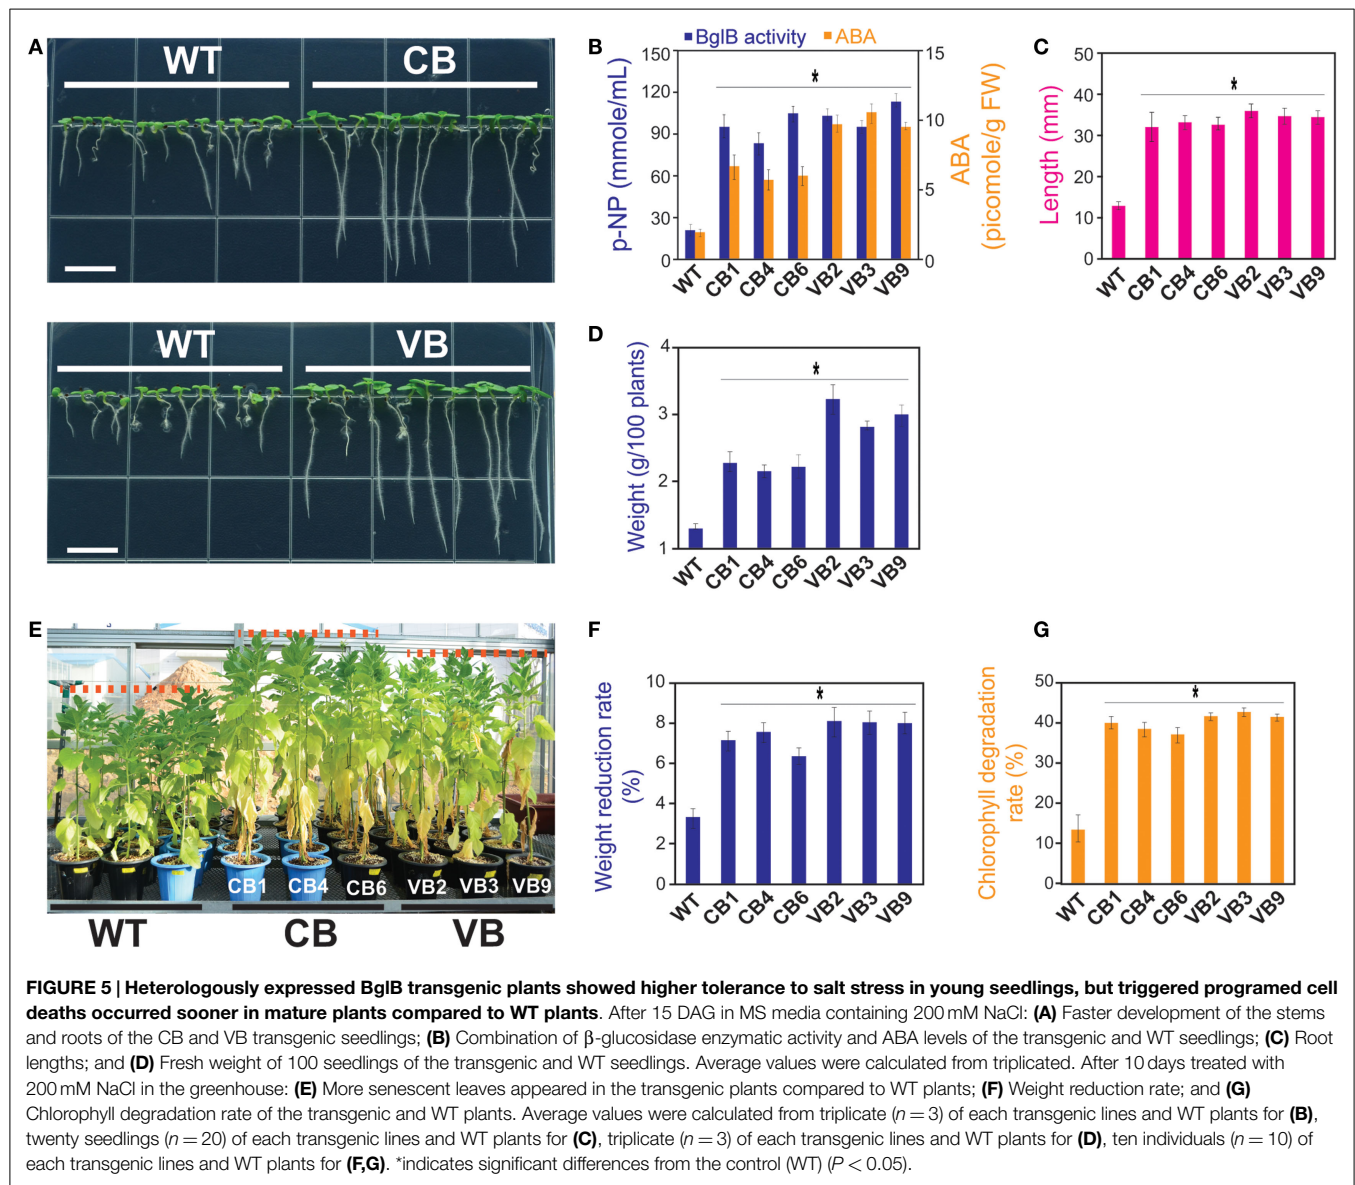 A
WT
CB
B
BglB activity
ABA
150
120
90
60
30
0
15
10
5
0
p-NP (mmole/mL)
ABA
(picomole/g FW)
*
WT
CB1
CB4
CB6
VB2
VB3
VB9
C
50
40
30
20
10
0
Length (mm)
*
WT
CB1
CB4
CB6
VB2
VB3
VB9
WT
VB
D
4
3
2
1
Weight (g/100 plants)
*
WT
CB1
CB4
CB6
VB2
VB3
VB9
E
CB1
CB4
CB6
VB2
VB3
VB9
WT
CB
VB
F
10
8
6
4
2
0
Weight reduction rate
(%)
*
WT
CB1
CB4
CB6
VB2
VB3
VB9
G
50
40
30
20
10
0
Chlorophyll degradation
rate (%)
*
WT
CB1
CB4
CB6
VB2
VB3
VB9
FIGURE 5 | Heterologously expressed BglB transgenic plants showed higher tolerance to salt stress in young seedlings, but triggered programed cell
deaths occurred sooner in mature plants compared to WT plants. After 15 DAG in MS media containing 200 mM NaCl: (A) Faster development of the stems
and roots of the CB and VB transgenic seedlings; (B) Combination of β-glucosidase enzymatic activity and ABA levels of the transgenic and WT seedlings; (C) Root
lengths; and (D) Fresh weight of 100 seedlings of the transgenic and WT seedlings. Average values were calculated from triplicated. After 10 days treated with
200 mM NaCl in the greenhouse: (E) More senescent leaves appeared in the transgenic plants compared to WT plants; (F) Weight reduction rate; and (G)
Chlorophyll degradation rate of the transgenic and WT plants. Average values were calculated from triplicate (n = 3) of each transgenic lines and WT plants for (B),
twenty seedlings (n = 20) of each transgenic lines and WT plants for (C), triplicate (n = 3) of each transgenic lines and WT plants for (D), ten individuals (n = 10) of
each transgenic lines and WT plants for (F,G). *indicates significant differences from the control (WT) (P < 0.05).